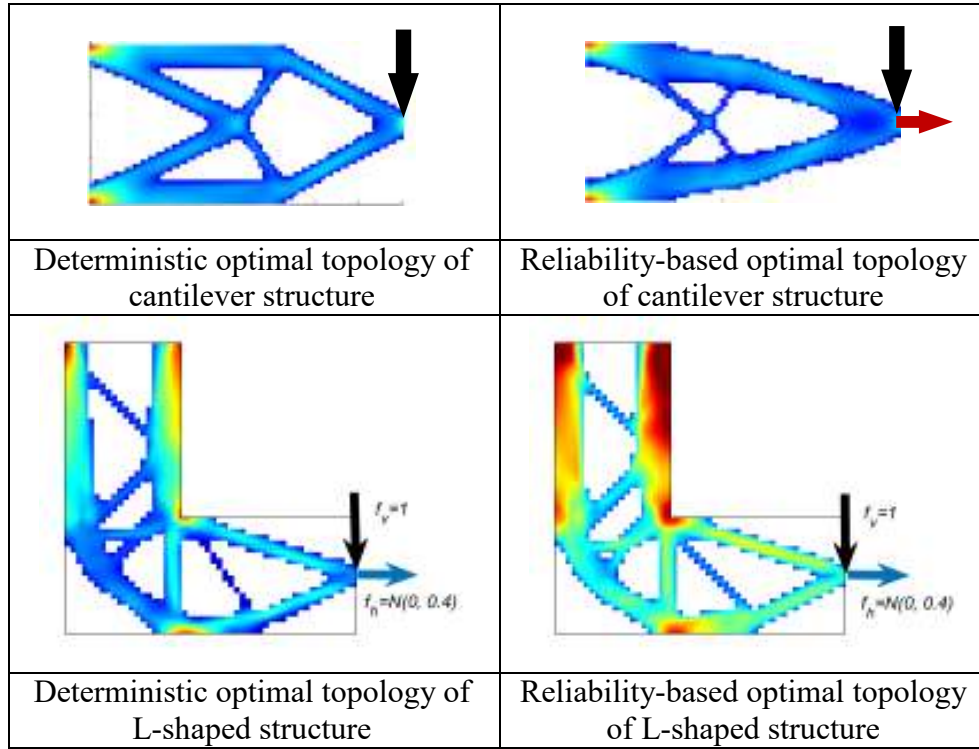 Deterministic optimal topology of
cantilever structure
Reliability-based optimal topology
of cantilever structure
f_v=1
f_h=N(0, 0.4)
f_v=1
f_h=N(0, 0.4)
Deterministic optimal topology of
L-shaped structure
Reliability-based optimal topology
of L-shaped structure